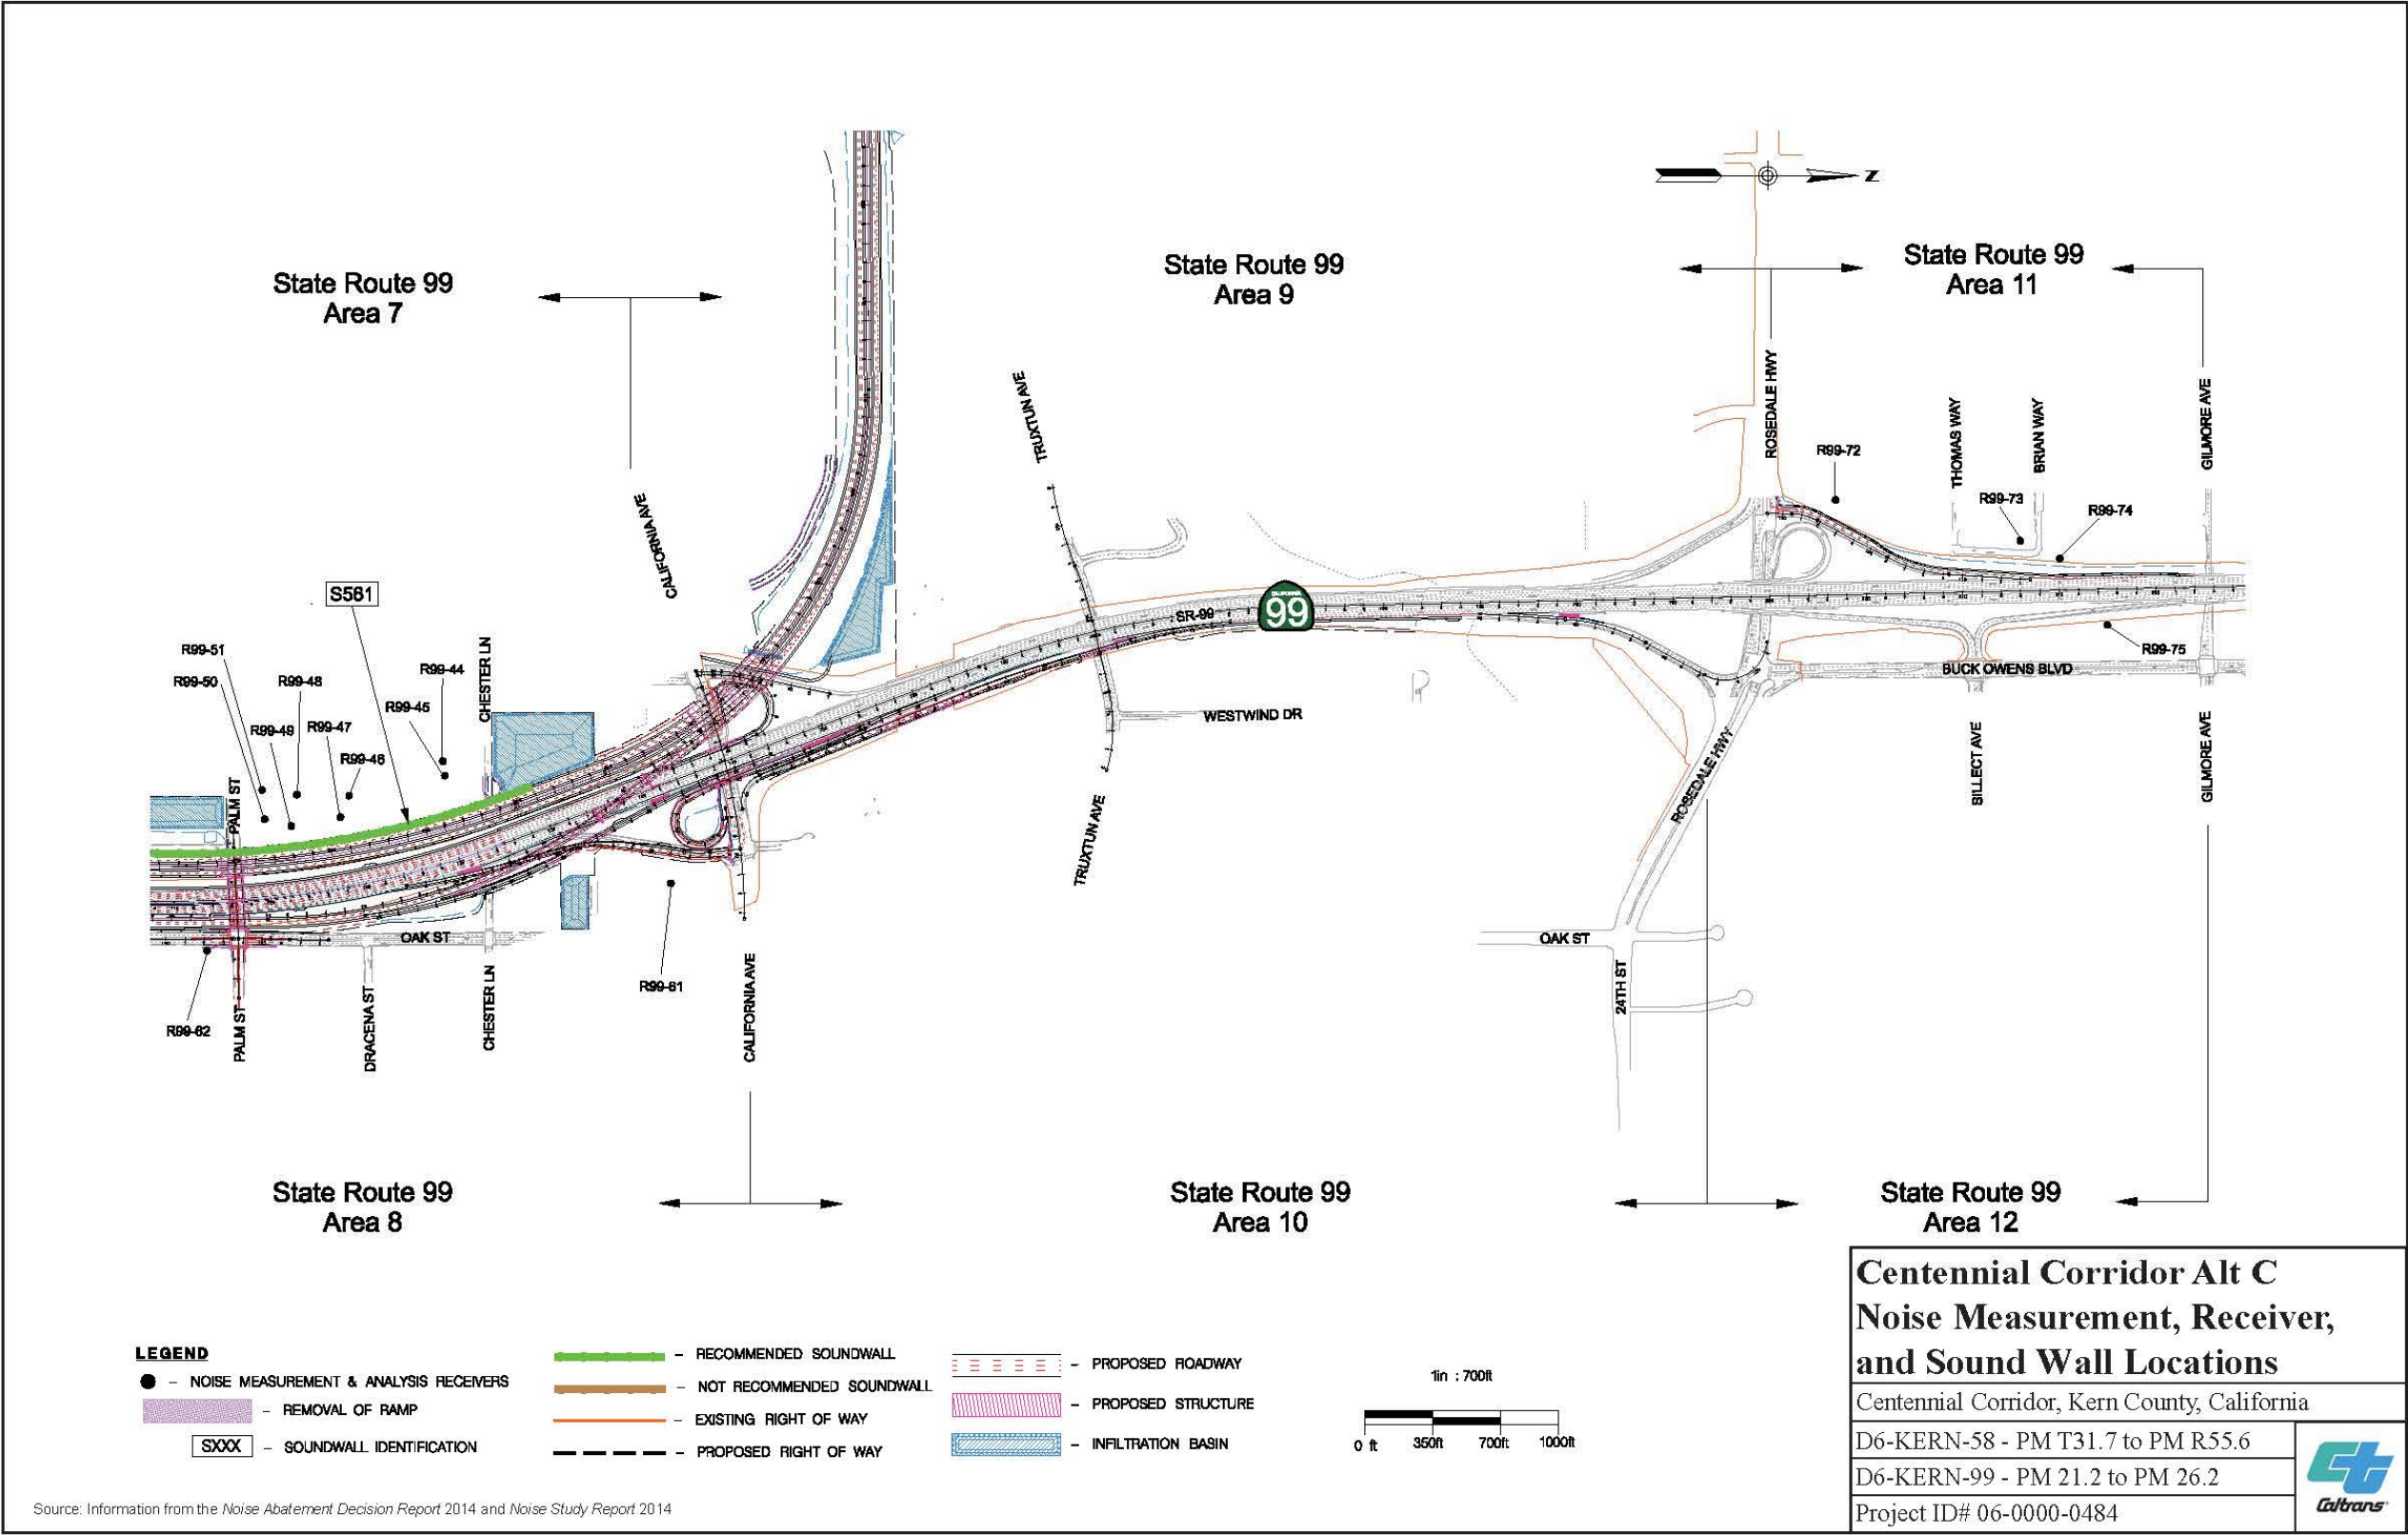 Z
State Route 99
Area 7
State Route 99
Area 9
State Route 99
Area 11
TRUXTUN AVE
ROSEDALE HWY
THOMAS WAY
BRIAN WAY
GILMORE AVE
R99-72
R99-73
R99-74
CALIFORNIA AVE
S561
CALIFORNIA
99
SR-99
R99-51
R99-50
R99-48
R99-44
R99-45
R99-49
R99-47
R99-46
CHESTER LN
PALM ST
R99-75
BUCK OWENS BLVD
WESTWIND DR
ROSEDALE HWY
BILLECT AVE
GILMORE AVE
TRUXTUN AVE
OAK ST
OAK ST
24TH ST
R99-61
R99-62
PALM ST
DRACENA ST
CHESTER LN
CALIFORNIA AVE
State Route 99
Area 8
State Route 99
Area 10
State Route 99
Area 12
LEGEND
– NOISE MEASUREMENT & ANALYSIS RECEIVERS
– REMOVAL OF RAMP
SXXX – SOUNDWALL IDENTIFICATION
– RECOMMENDED SOUNDWALL
– NOT RECOMMENDED SOUNDWALL
– EXISTING RIGHT OF WAY
– PROPOSED RIGHT OF WAY
– PROPOSED ROADWAY
– PROPOSED STRUCTURE
– INFILTRATION BASIN
1in : 700ft
0 ft 350ft 700ft 1000ft
Centennial Corridor Alt C
Noise Measurement, Receiver,
and Sound Wall Locations
Centennial Corridor, Kern County, California
D6-KERN-58 - PM T31.7 to PM R55.6
D6-KERN-99 - PM 21.2 to PM 26.2
Project ID# 06-0000-0484
Caltrans
Source: Information from the Noise Abatement Decision Report 2014 and Noise Study Report 2014